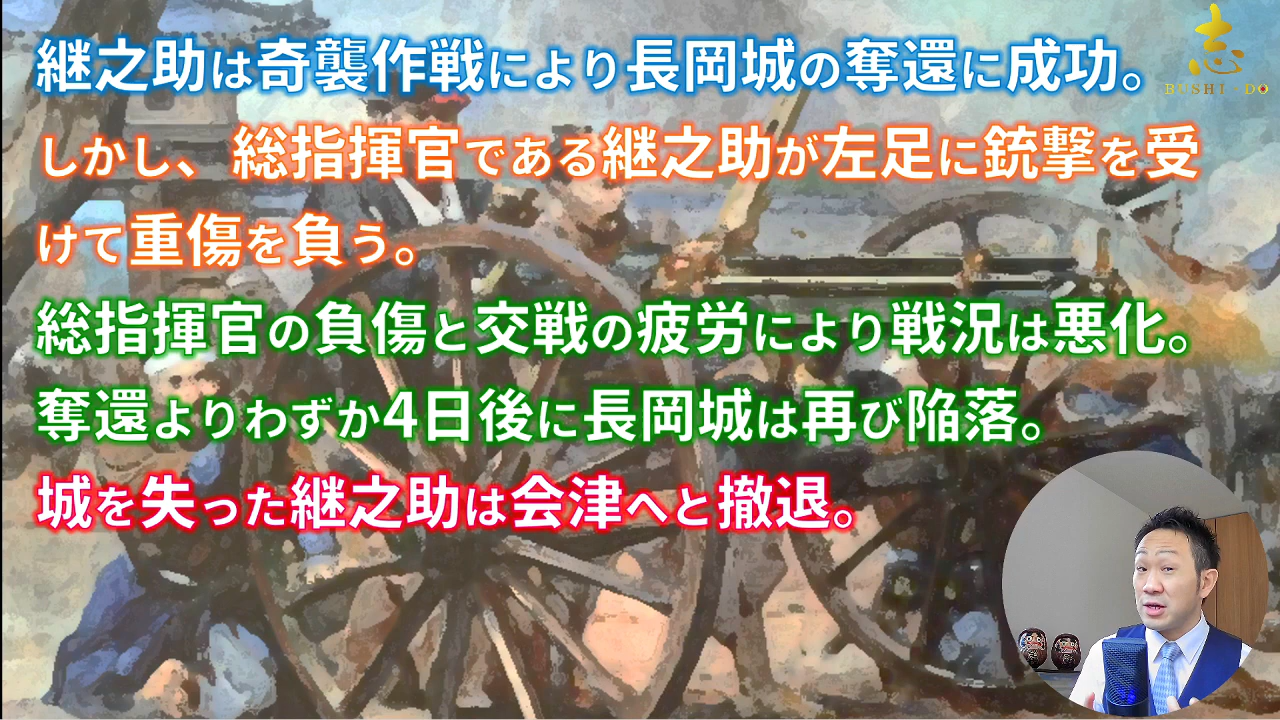 継之助は奇襲作戦により長岡城の奪還に成功。
しかし、総指揮官である継之助が左足に銃撃を受
けて重傷を負う。
総指揮官の負傷と交戦の疲労により戦況は悪化。
奪還よりわずか4日後に長岡城は再び陥落。
城を失った継之助は会津へと撤退。
志
BUSHI-DO